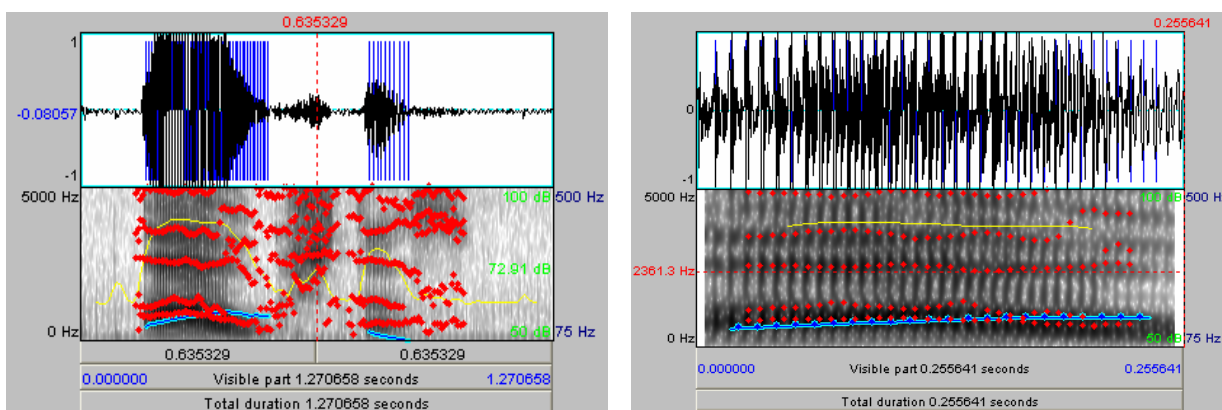 0.635329
1
-0.08057
-1
5000 Hz
100 dB
500 Hz
72.91 dB
0 Hz
50 dB
75 Hz
0.635329
0.635329
0.000000
Visible part 1.270658 seconds
1.270658
Total duration 1.270658 seconds
0.255641
1
0
-1
5000 Hz
100 dB
500 H
2361.3 Hz
0 Hz
50 dB
75 Hz
0.000000
Visible part 0.255641 seconds
0.255641
Total duration 0.255641 seconds